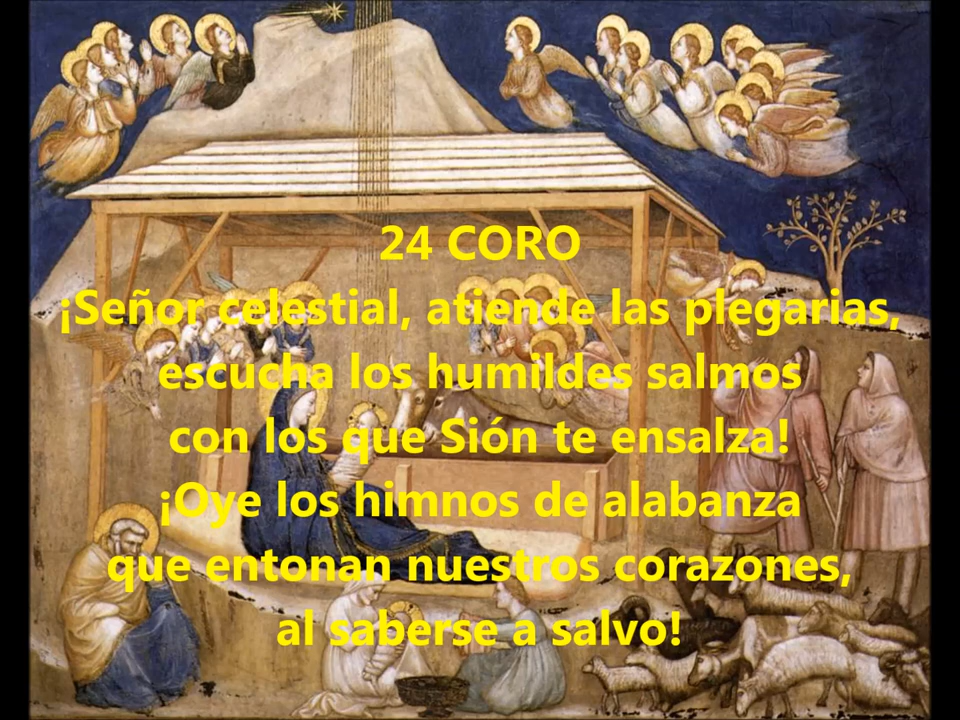 24 CORO
¡Señor celestial, atiende las plegarias,
escucha los humildes salmos
con los que Sión te ensalza!
¡Oye los himnos de alabanza
que entonan nuestros corazones,
al saberse a salvo!